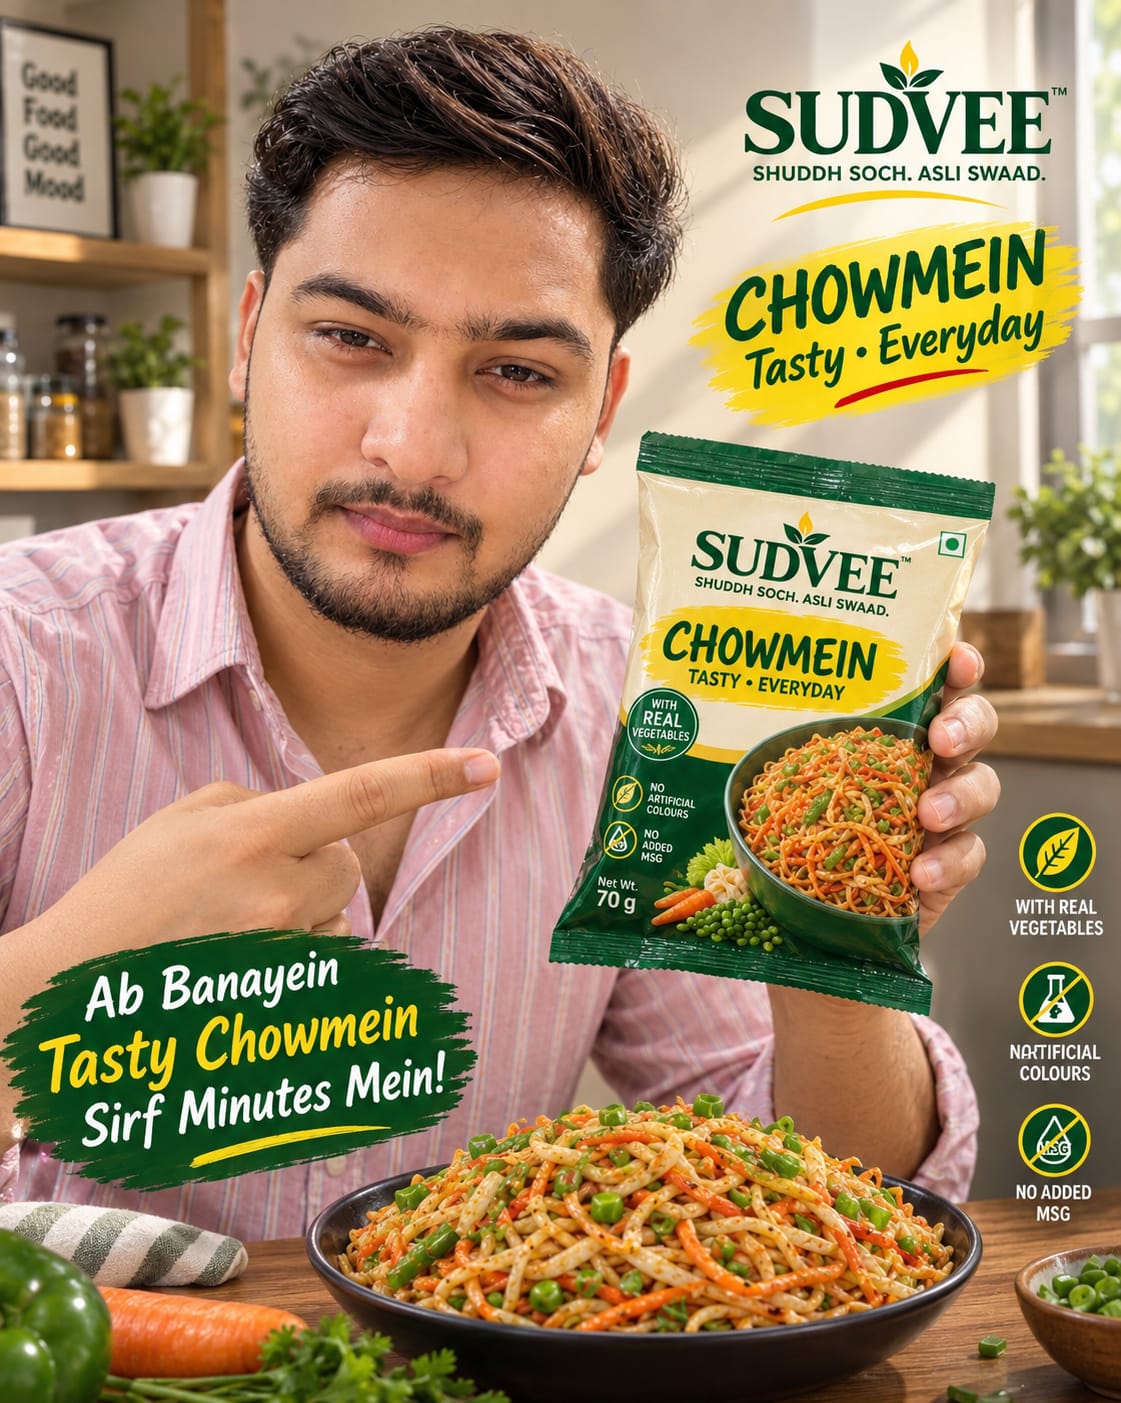 Good
Food
Good
Mood
SUDVEE™
SHUDDH SOCH. ASLI SWAAD.
CHOWMEIN
Tasty • Everyday
SUDVEE™
SHUDDH SOCH. ASLI SWAAD.
CHOWMEIN
TASTY • EVERYDAY
WITH
REAL
VEGETABLES
NO
ARTIFICIAL
COLOURS
NO
ADDED
MSG
Net Wt.
70 g
WITH REAL
VEGETABLES
NARTIFICIAL
COLOURS
MSG
NO ADDED
MSG
Ab Banayein
Tasty Chowmein
Sirf Minutes Mein!